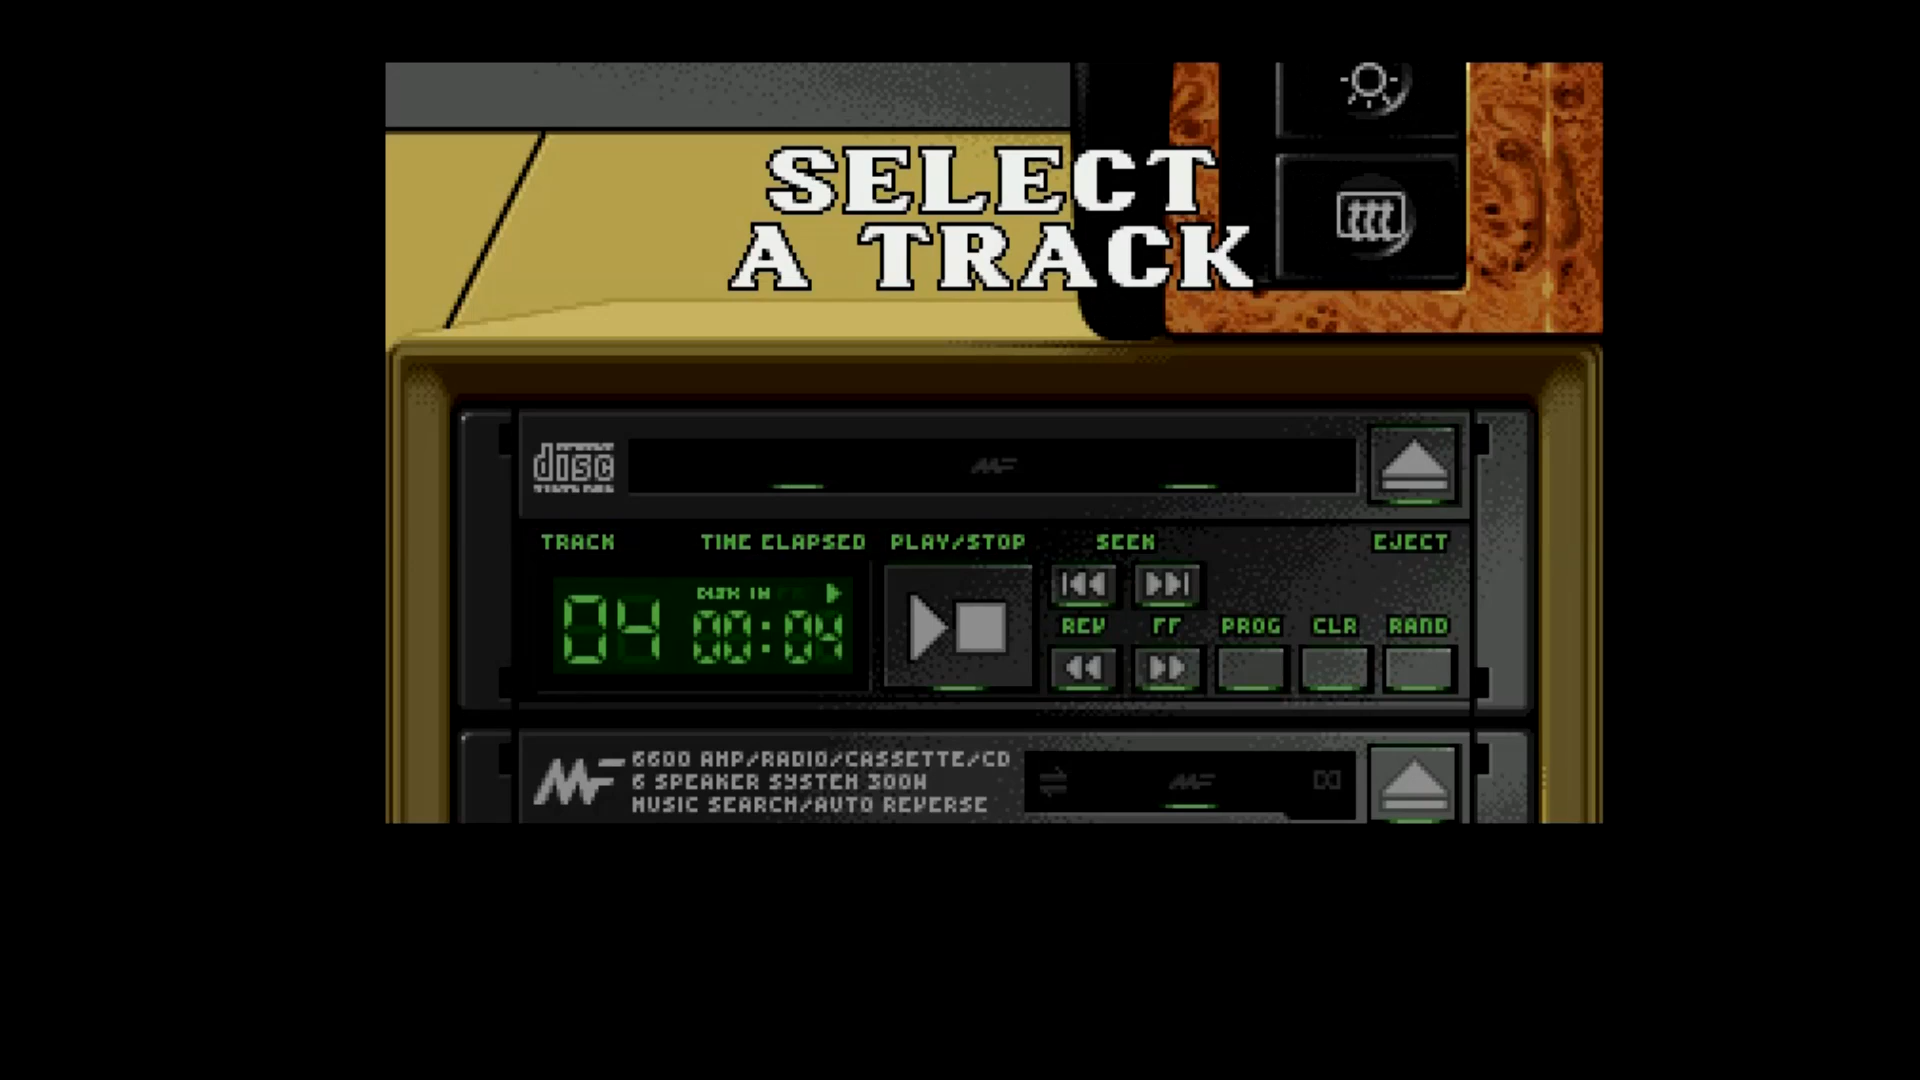 SELECT
A TRACK
disc
TRACK TIME ELAPSED PLAY/STOP SEEK EJECT
DISK IN
04 00:04
REW FF PROG CLR RAND
6600 AMP/RADIO/CASSETTE/CD
6 SPEAKER SYSTEM 300W
MUSIC SEARCH/AUTO REVERSE